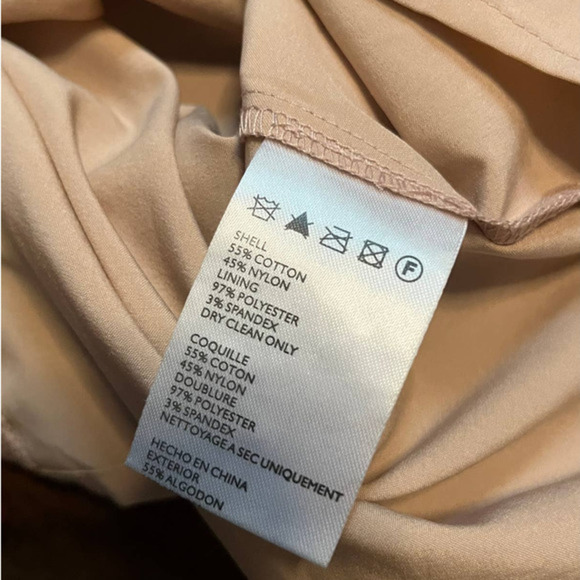 F
SHELL
55% COTTON
45% NYLON
LINING
97% POLYESTER
3% SPANDEX
DRY CLEAN ONLY
COQUILLE
55% COTON
45% NYLON
DOUBLURE
97% POLYESTER
3% SPANDEX
NETTOYAGE A SEC UNIQUEMENT
HECHO EN CHINA
EXTERIOR
55% ALGODON